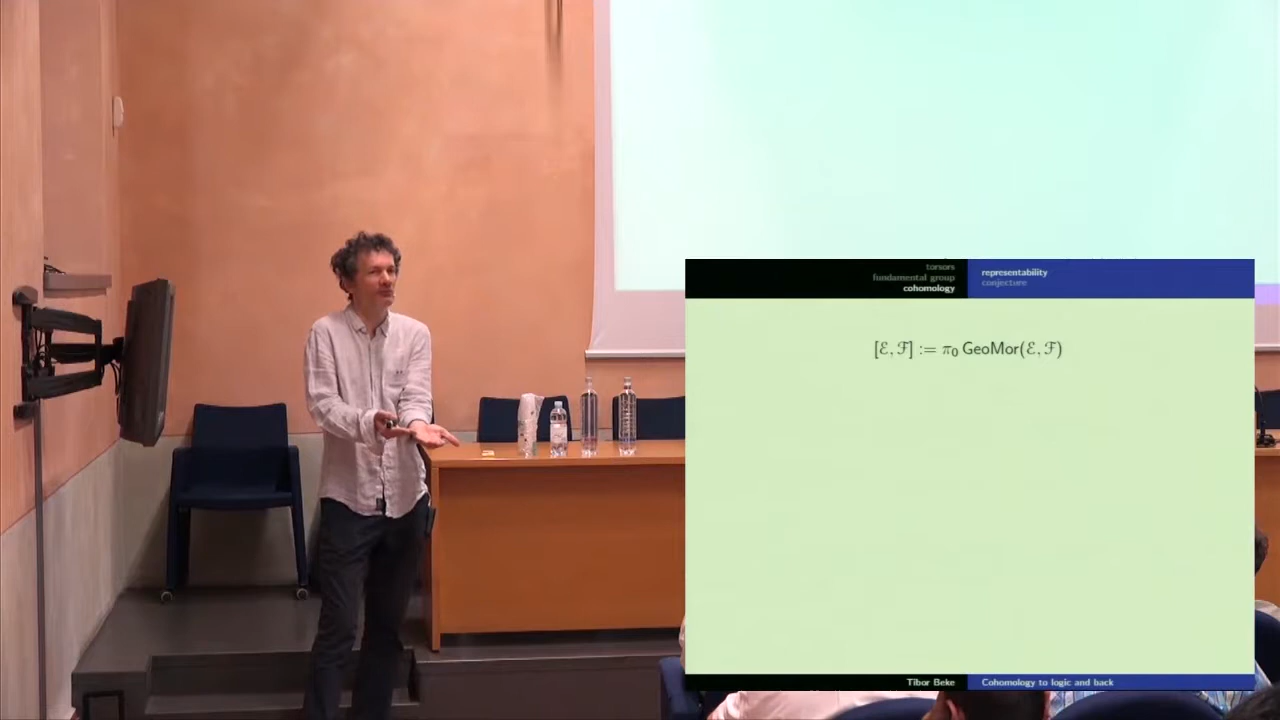 torsors
fundamental group
cohomology
representability
conjecture
[ℰ, ℱ] := π₀ GeoMor(ℰ, ℱ)
Tibor Beke
Cohomology to logic and back